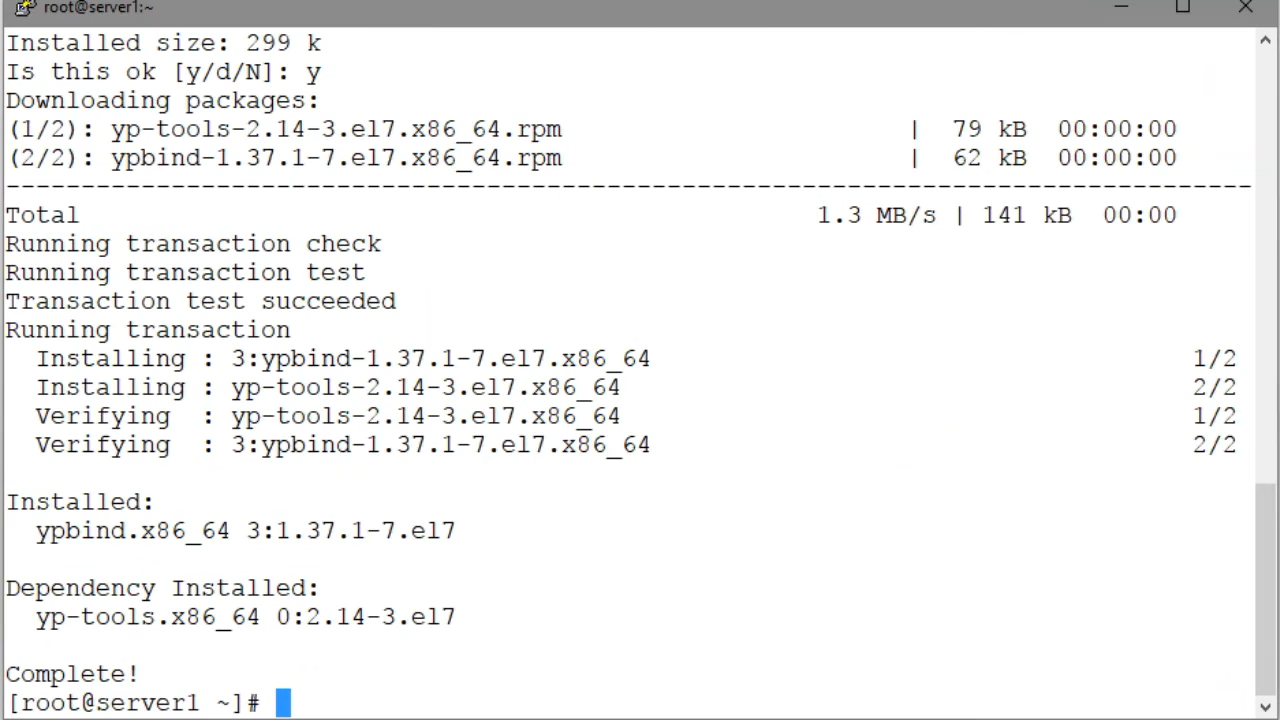 root@server1:~
Installed size: 299 k
Is this ok [y/d/N]: y
Downloading packages:
(1/2): yp-tools-2.14-3.el7.x86_64.rpm | 79 kB 00:00:00
(2/2): ypbind-1.37.1-7.el7.x86_64.rpm | 62 kB 00:00:00
-----------------------------------------------------------------------------------
Total 1.3 MB/s | 141 kB 00:00
Running transaction check
Running transaction test
Transaction test succeeded
Running transaction
Installing : 3:ypbind-1.37.1-7.el7.x86_64 1/2
Installing : yp-tools-2.14-3.el7.x86_64 2/2
Verifying : yp-tools-2.14-3.el7.x86_64 1/2
Verifying : 3:ypbind-1.37.1-7.el7.x86_64 2/2
Installed:
ypbind.x86_64 3:1.37.1-7.el7
Dependency Installed:
yp-tools.x86_64 0:2.14-3.el7
Complete!
[root@server1 ~]#